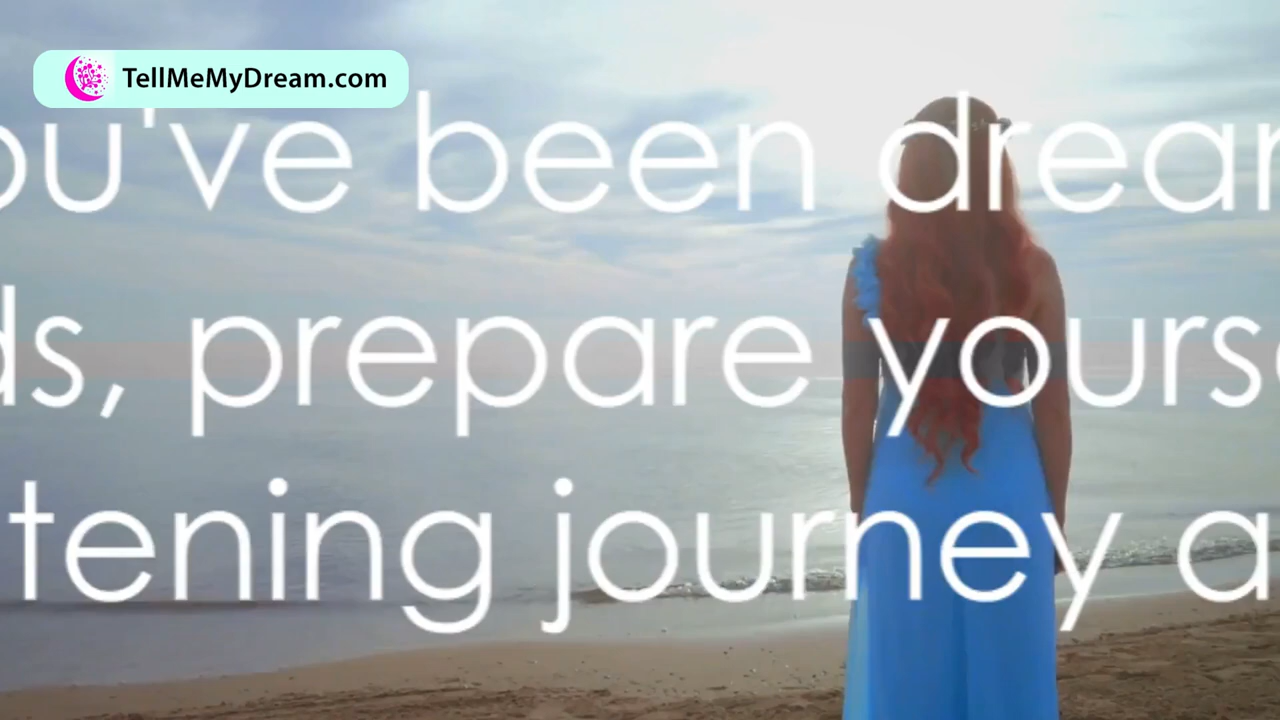 TellMeMyDream.com
ou've been drear
ds, prepare yourse
tening journey a